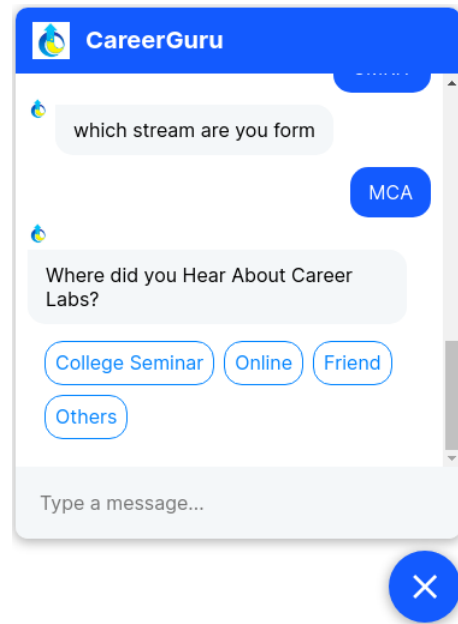 CareerGuru
which stream are you form
MCA
Where did you Hear About Career
Labs?
College Seminar
Online
Friend
Others
Type a message...